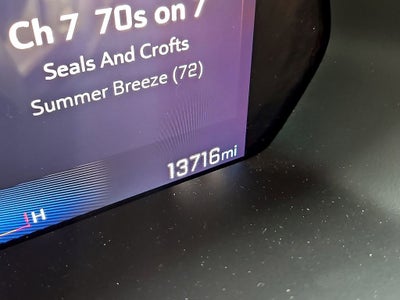 Ch 7 70s on 7
Seals And Crofts
Summer Breeze (72)
13716mi
H